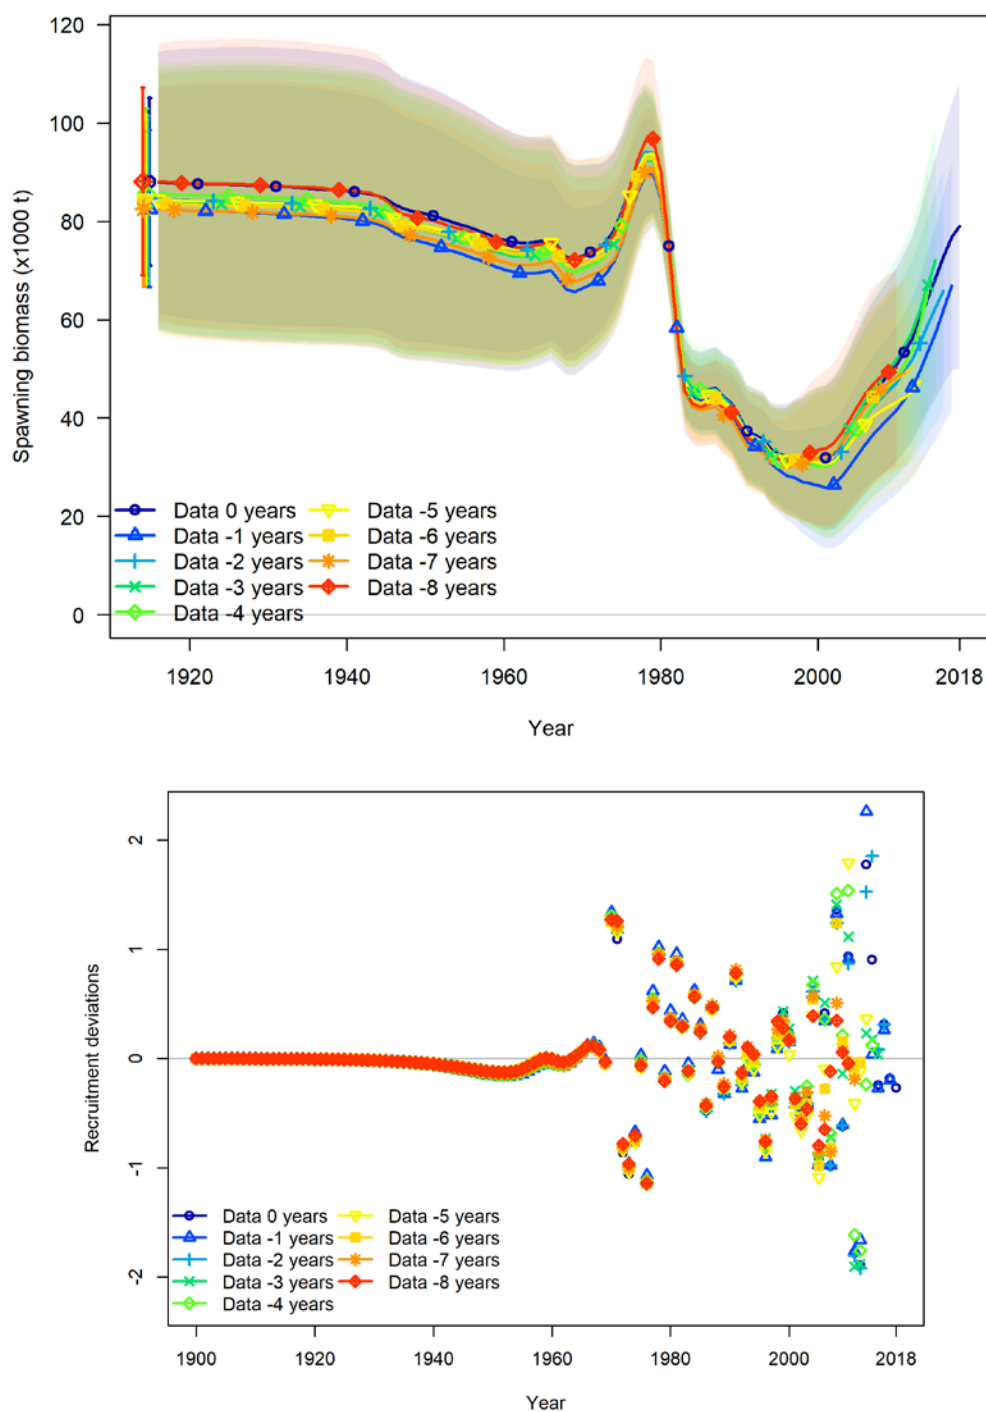 120
100
80
60
40
20
0
Spawning biomass (x1000 t)
Data 0 years
Data -1 years
Data -2 years
Data -3 years
Data -4 years
Data -5 years
Data -6 years
Data -7 years
Data -8 years
1920 1940 1960 1980 2000 2018
Year
2
1
0
-1
-2
Recruitment deviations
Data 0 years
Data -1 years
Data -2 years
Data -3 years
Data -4 years
Data -5 years
Data -6 years
Data -7 years
Data -8 years
1900 1920 1940 1960 1980 2000 2018
Year